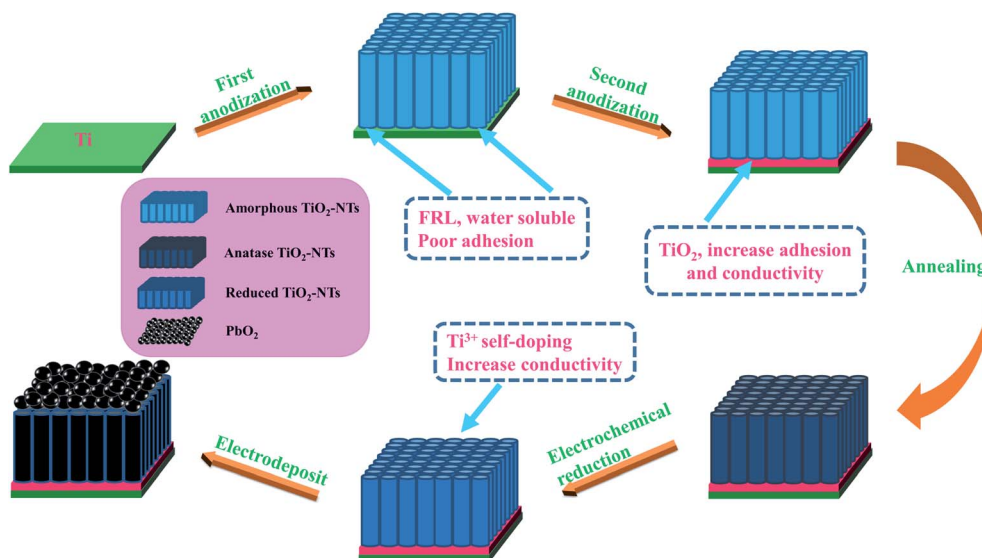 Ti
First
anodization
Second
anodization
FRL, water soluble
Poor adhesion
TiO₂, increase adhesion
and conductivity
Annealing
Amorphous TiO₂-NTs
Anatase TiO₂-NTs
Reduced TiO₂-NTs
PbO₂
Ti³⁺ self-doping
Increase conductivity
Electrochemical
reduction
Electrodeposit